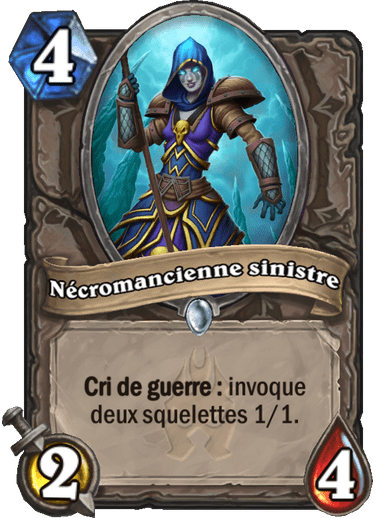 4
Nécromancienne sinistre
Cri de guerre : invoque
deux squelettes 1/1.
2
4